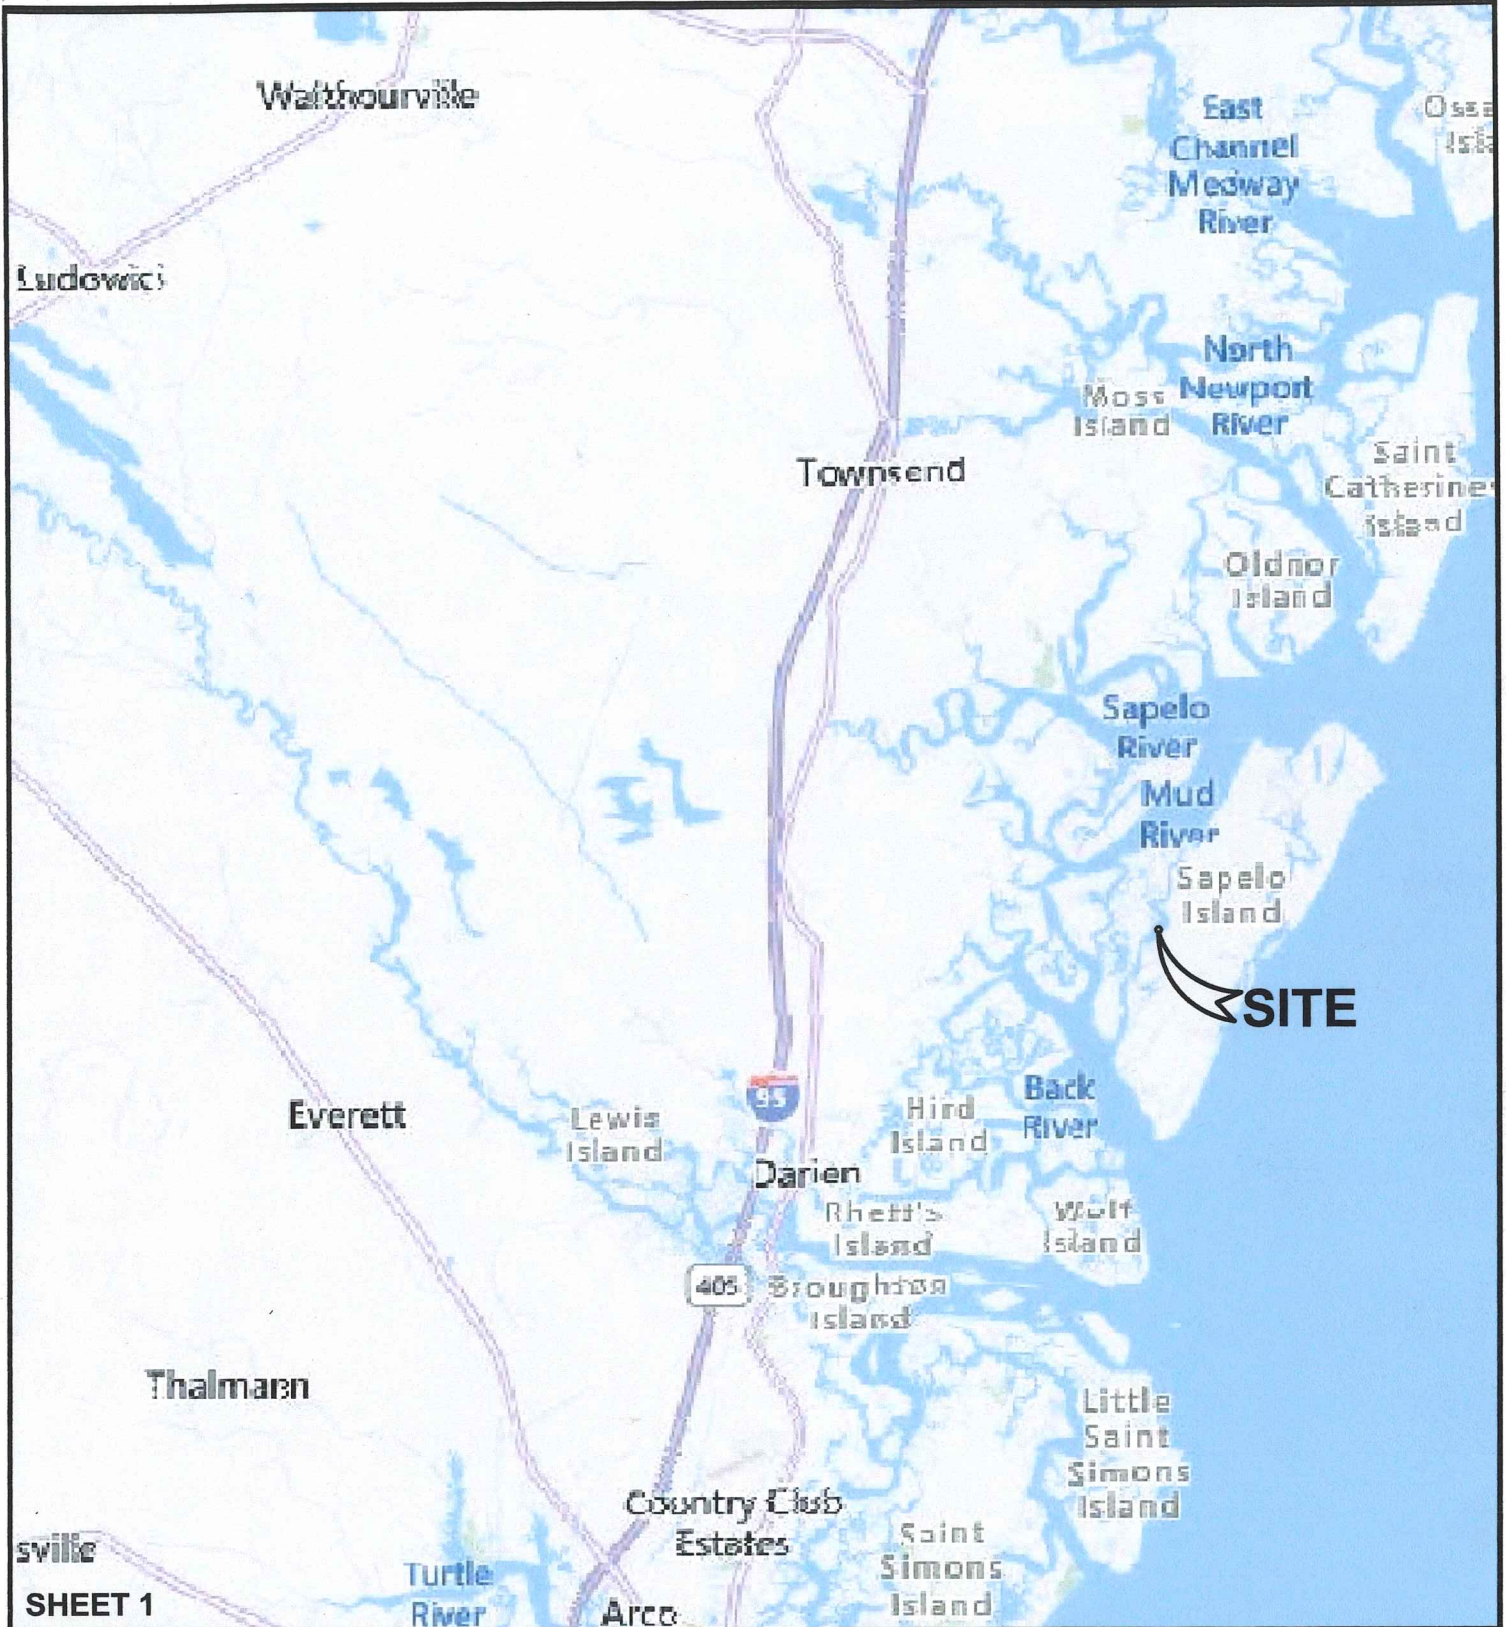 Walthourville
East
Channel
Medway
River
Ludowici
North
Newport
River
Moss
Island
Townsend
Saint
Island
Oldnor
Island
Sapelo
River
Mud
River
Sapelo
Island
SITE
95
Everett
Lewis
Island
Hird
Island
Back
River
Darien
Rhett's
Island
Wolf
Island
405
Broughton
Island
Thalmann
Little
Saint
Simons
Island
Country Club
Estates
Saint
Simons
Island
sville
Turtle
River
SHEET 1
Arco